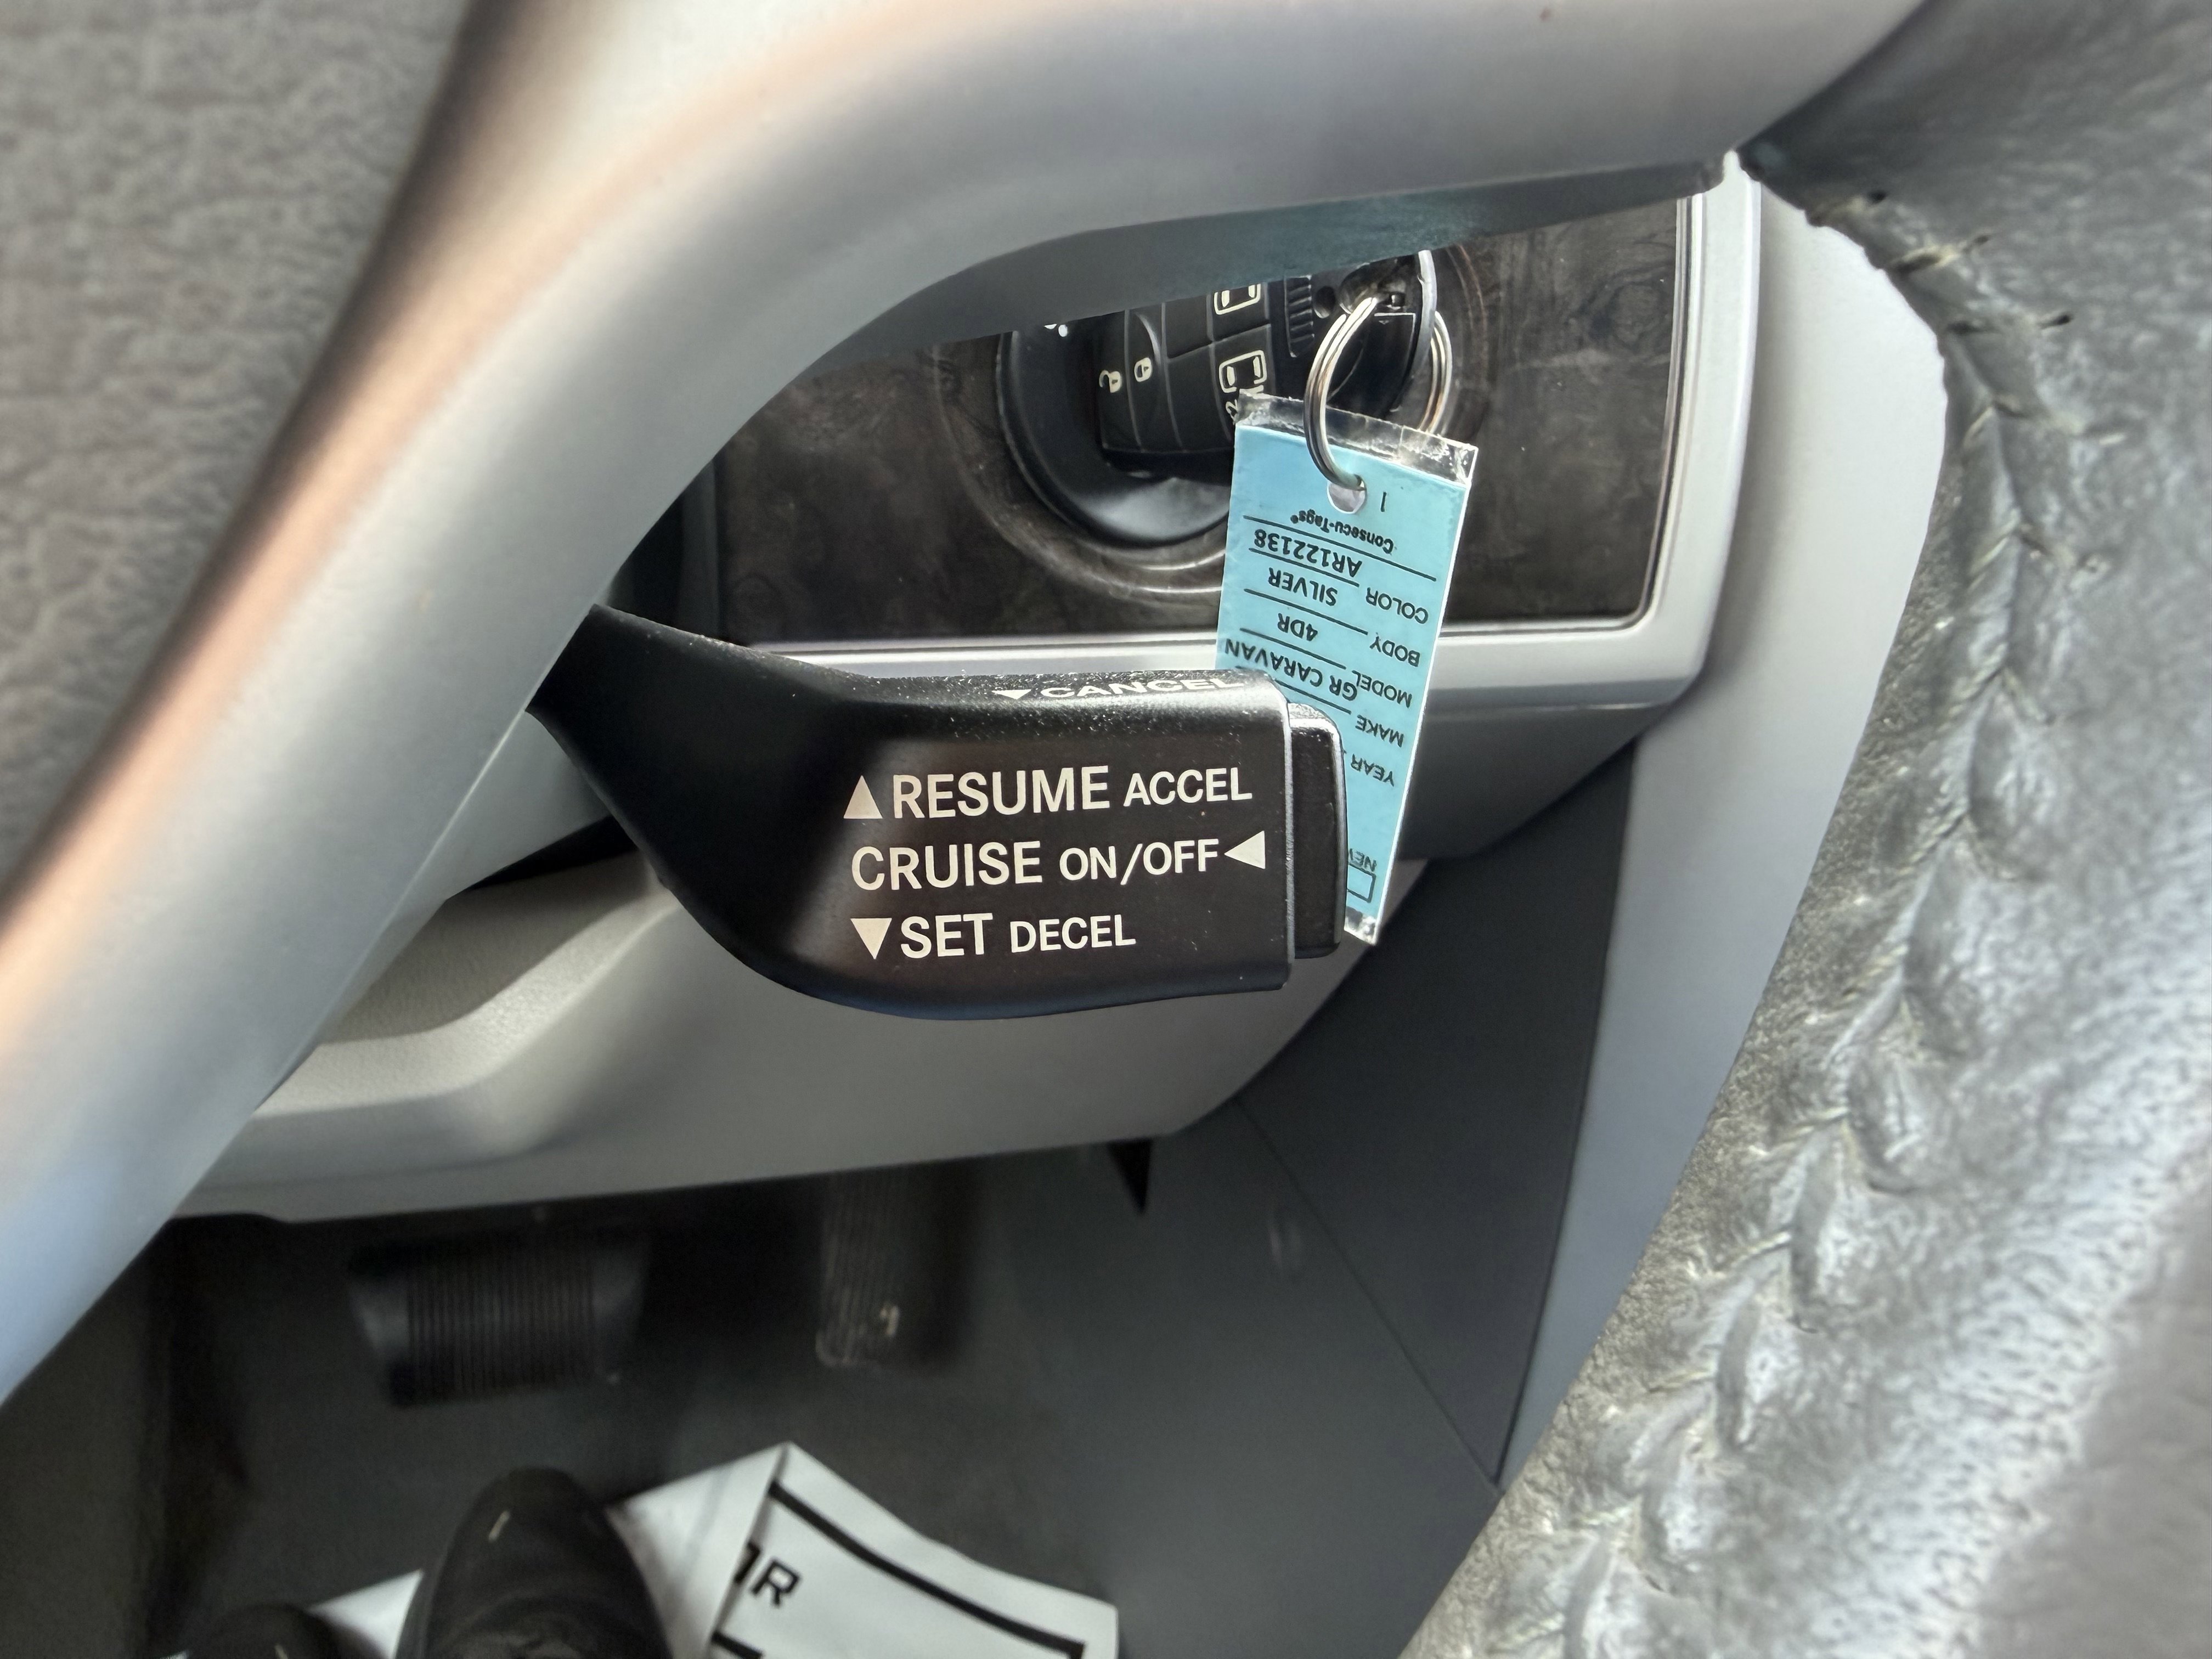 ▼CANCEL
▲RESUME ACCEL
CRUISE ON/OFF◀
▼SET DECEL
1
Consecu-Tags®
AR122138
COLOR SILVER
BODY 4DR
MODEL GR CARAVAN
MAKE
YEAR